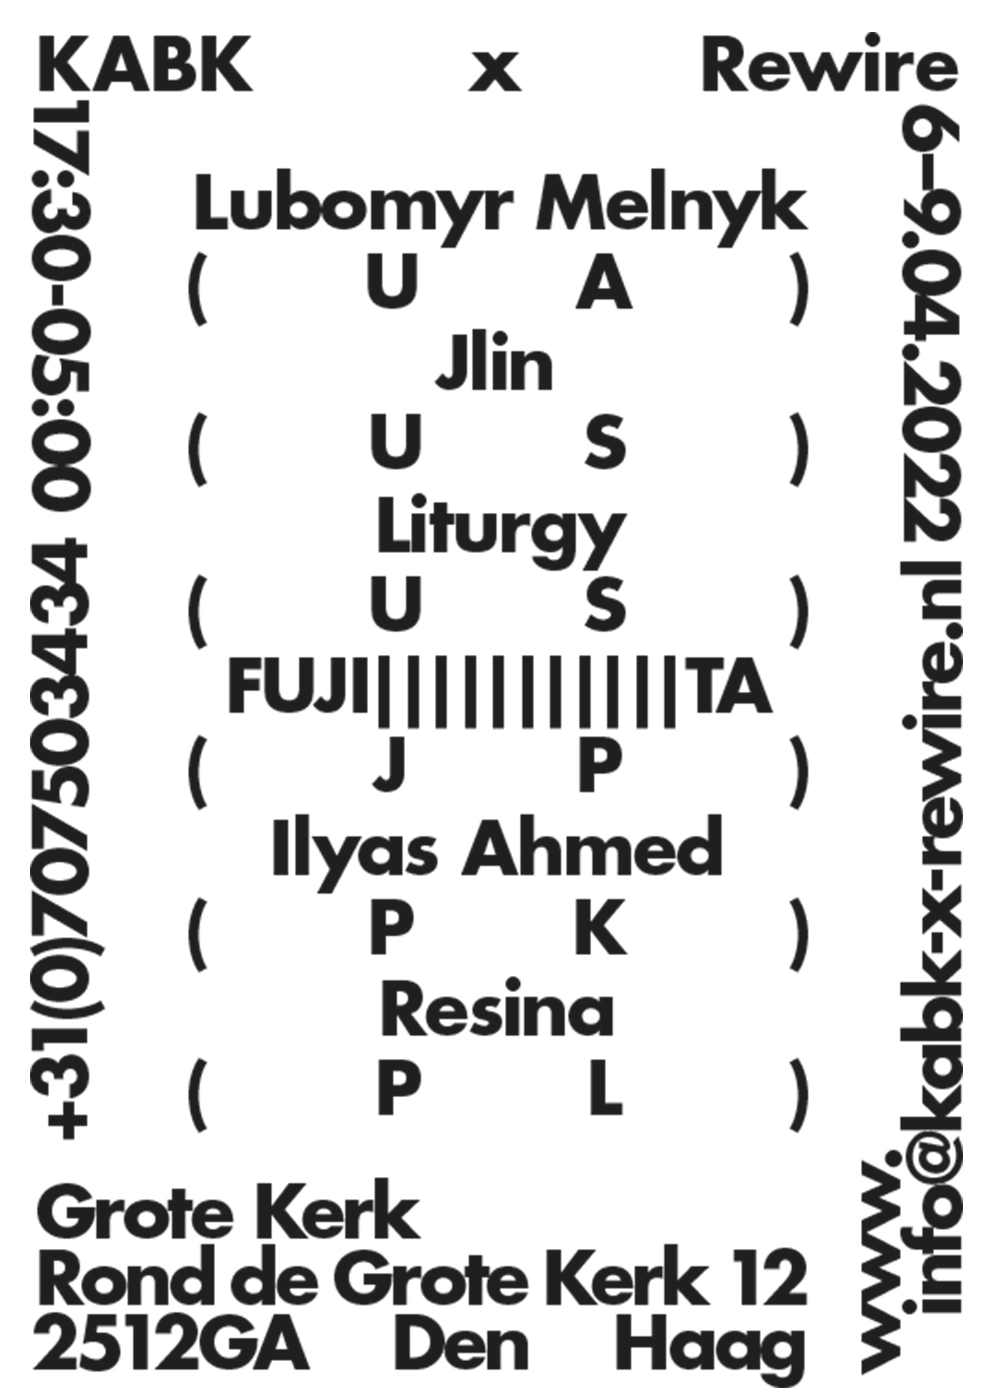 KABK x Rewire
17:30-05:00
6–9.04.2022
Lubomyr Melnyk
( U A )
Jlin
( U S )
Liturgy
( U S )
FUJI|||||||||||TA
( J P )
Ilyas Ahmed
( P K )
Resina
( P L )
+31(0)707503434
www.
info@kabk-x-rewire.nl
Grote Kerk
Rond de Grote Kerk 12
2512GA Den Haag